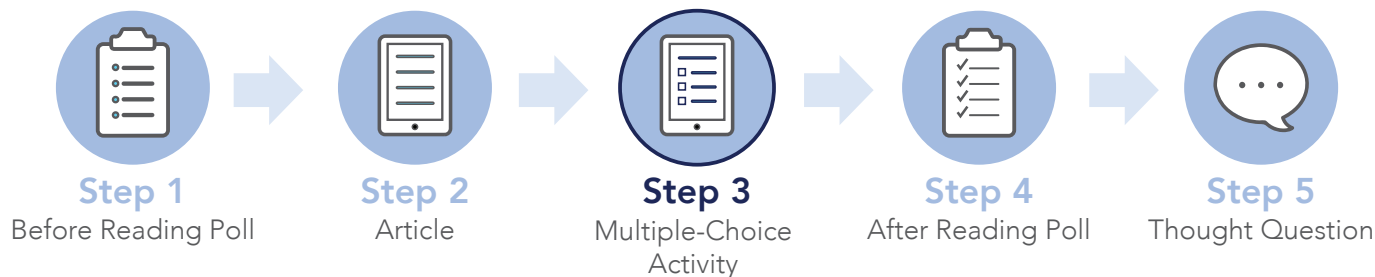 Step 1
Before Reading Poll
Step 2
Article
Step 3
Multiple-Choice
Activity
Step 4
After Reading Poll
Step 5
Thought Question